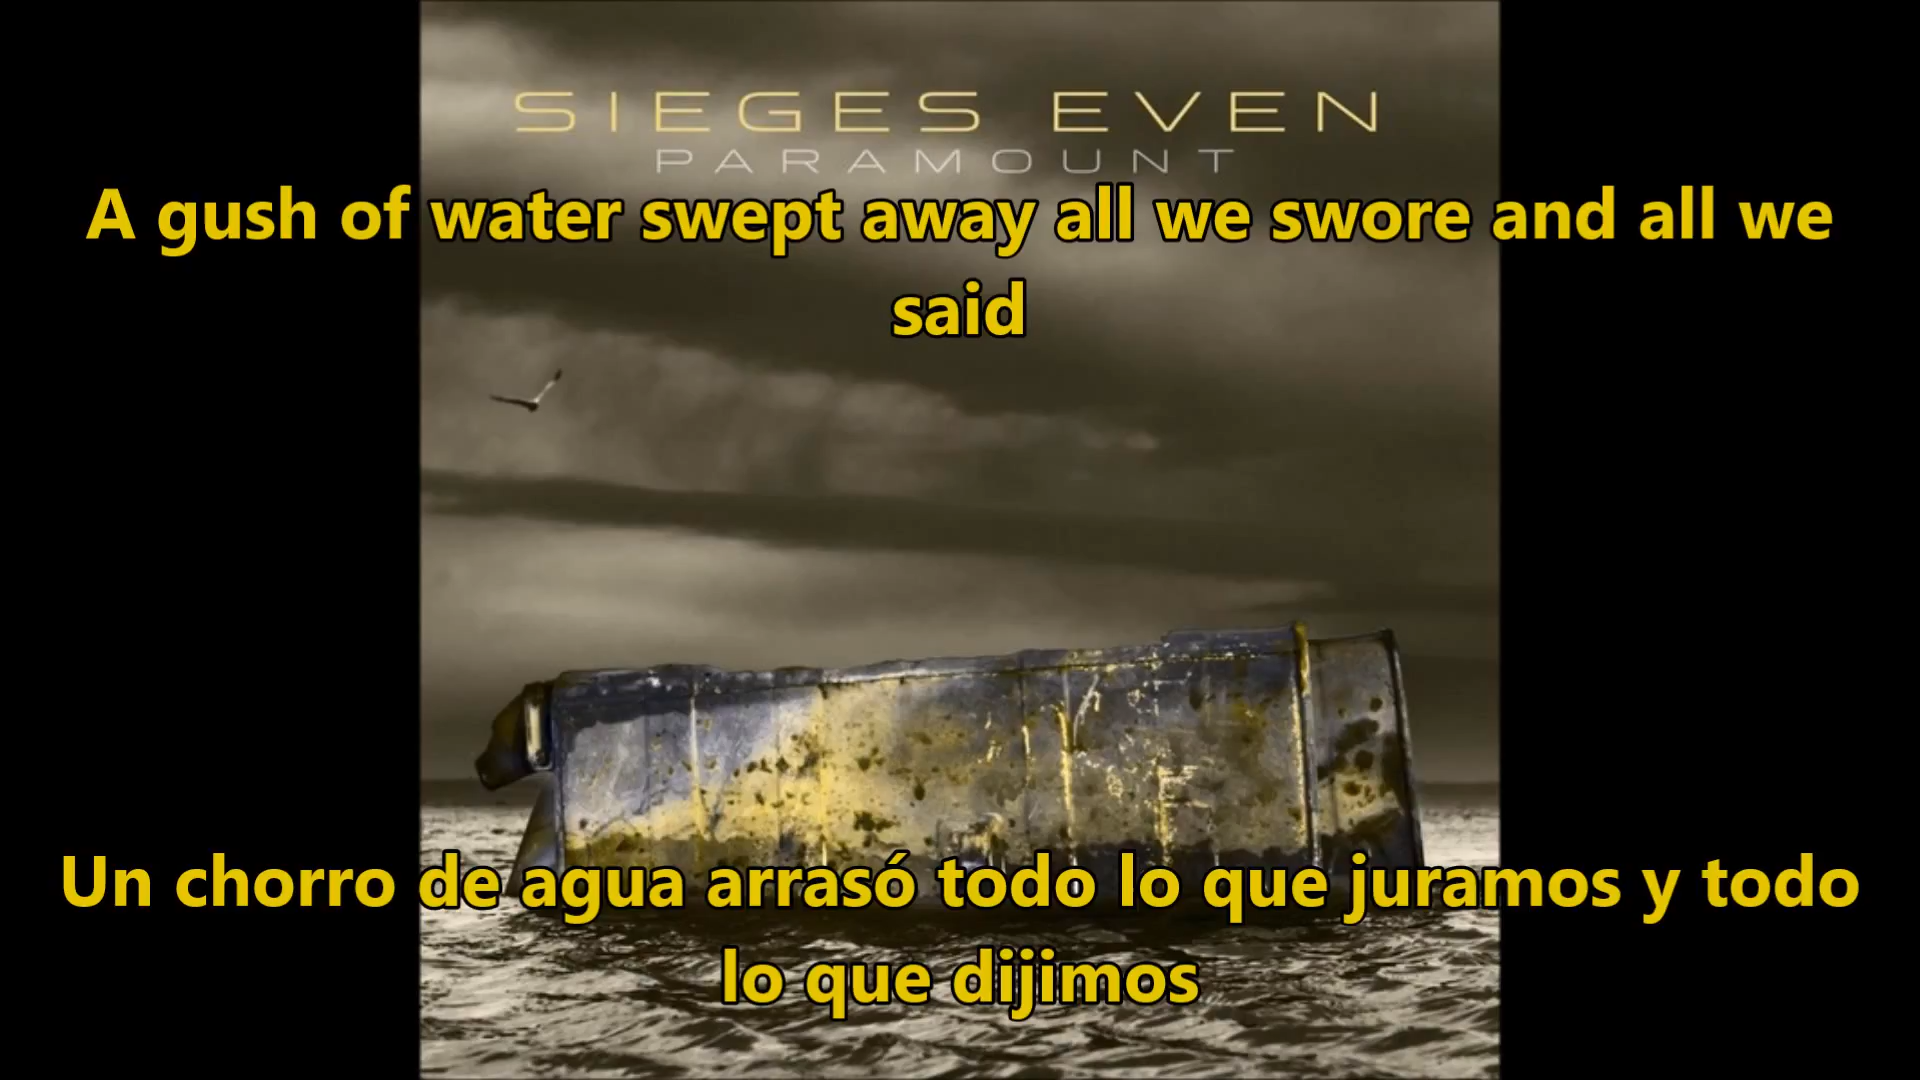 SIEGES EVEN
PARAMOUNT
A gush of water swept away all we swore and all we
said
Un chorro de agua arrasó todo lo que juramos y todo
lo que dijimos